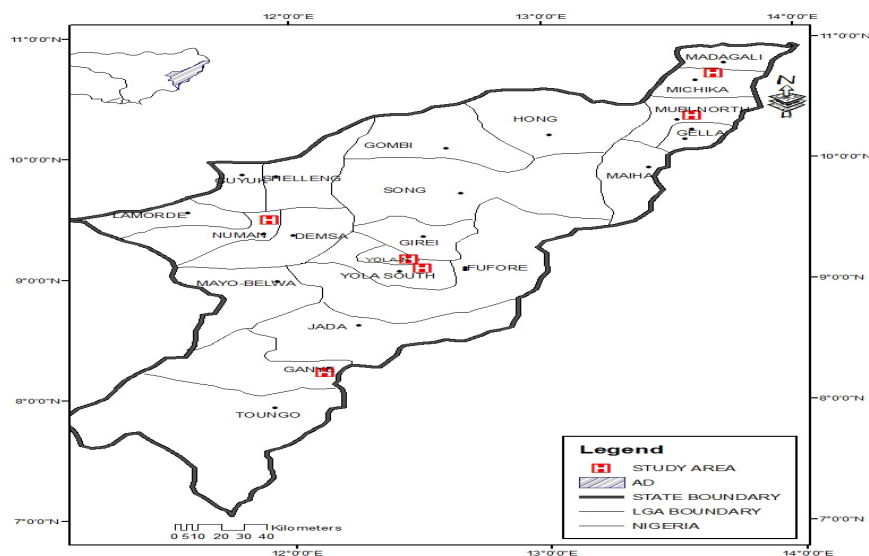 12°0'0"E 13°0'0"E 14°0'0"E
11°0'0"N 11°0'0"N
MADAGALI
N
MICHIKA
MUBI NORTH
HONG
GELLA
GOMBI
10°0'0"N 10°0'0"N
MAIHA
GUYUK SHELLENG
SONG
LAMORDE
NUMAN DEMSA
GIREI
YOLA
9°0'0"N 9°0'0"N
YOLA SOUTH FUFORE
MAYO-BELWA
JADA
8°0'0"N 8°0'0"N
TOUNGO
Legend
STUDY AREA
AD
STATE BOUNDARY
LGA BOUNDARY
NIGERIA
7°0'0"N 7°0'0"N
Kilometers
0 5 10 20 30 40
12°0'0"E 13°0'0"E 14°0'0"E